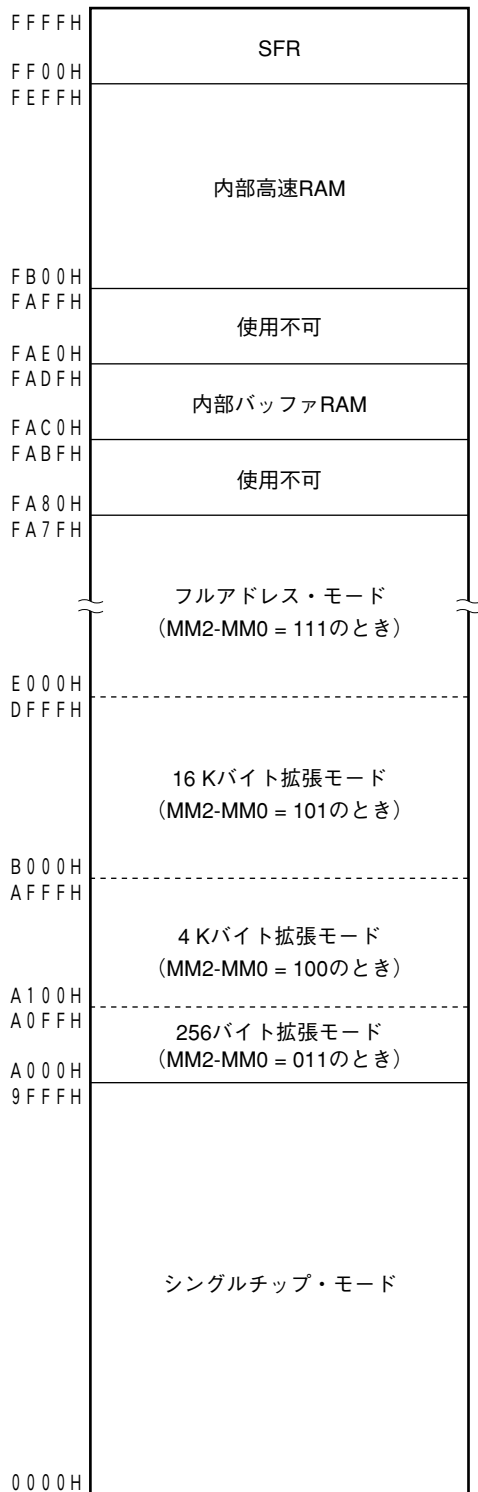 FFFFH
SFR
FF00H
FEFFH
内部高速RAM
FB00H
FAFFH
使用不可
FAE0H
FADFH
内部バッファRAM
FAC0H
FABFH
使用不可
FA80H
FA7FH
フルアドレス・モード
（MM2-MM0 = 111のとき）
E000H
DFFFH
16 Kバイト拡張モード
（MM2-MM0 = 101のとき）
B000H
AFFFH
4 Kバイト拡張モード
（MM2-MM0 = 100のとき）
A100H
A0FFH
256バイト拡張モード
（MM2-MM0 = 011のとき）
A000H
9FFFH
シングルチップ・モード
0000H